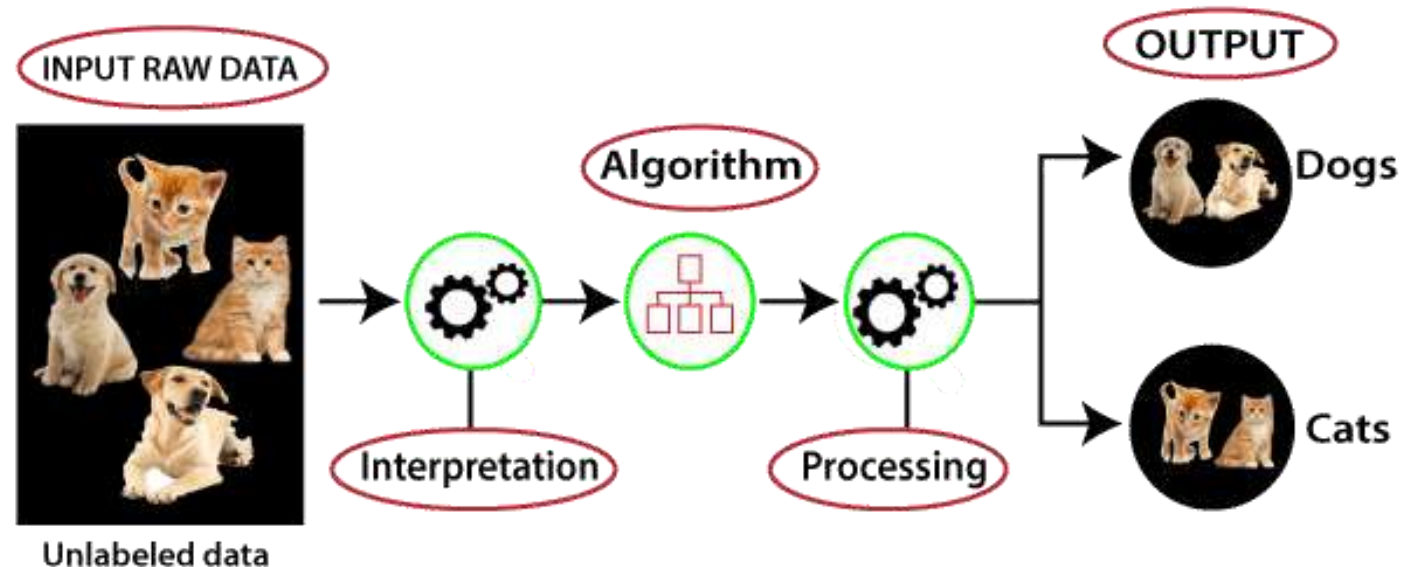 INPUT RAW DATA
Unlabeled data
Interpretation
Algorithm
Processing
OUTPUT
Dogs
Cats